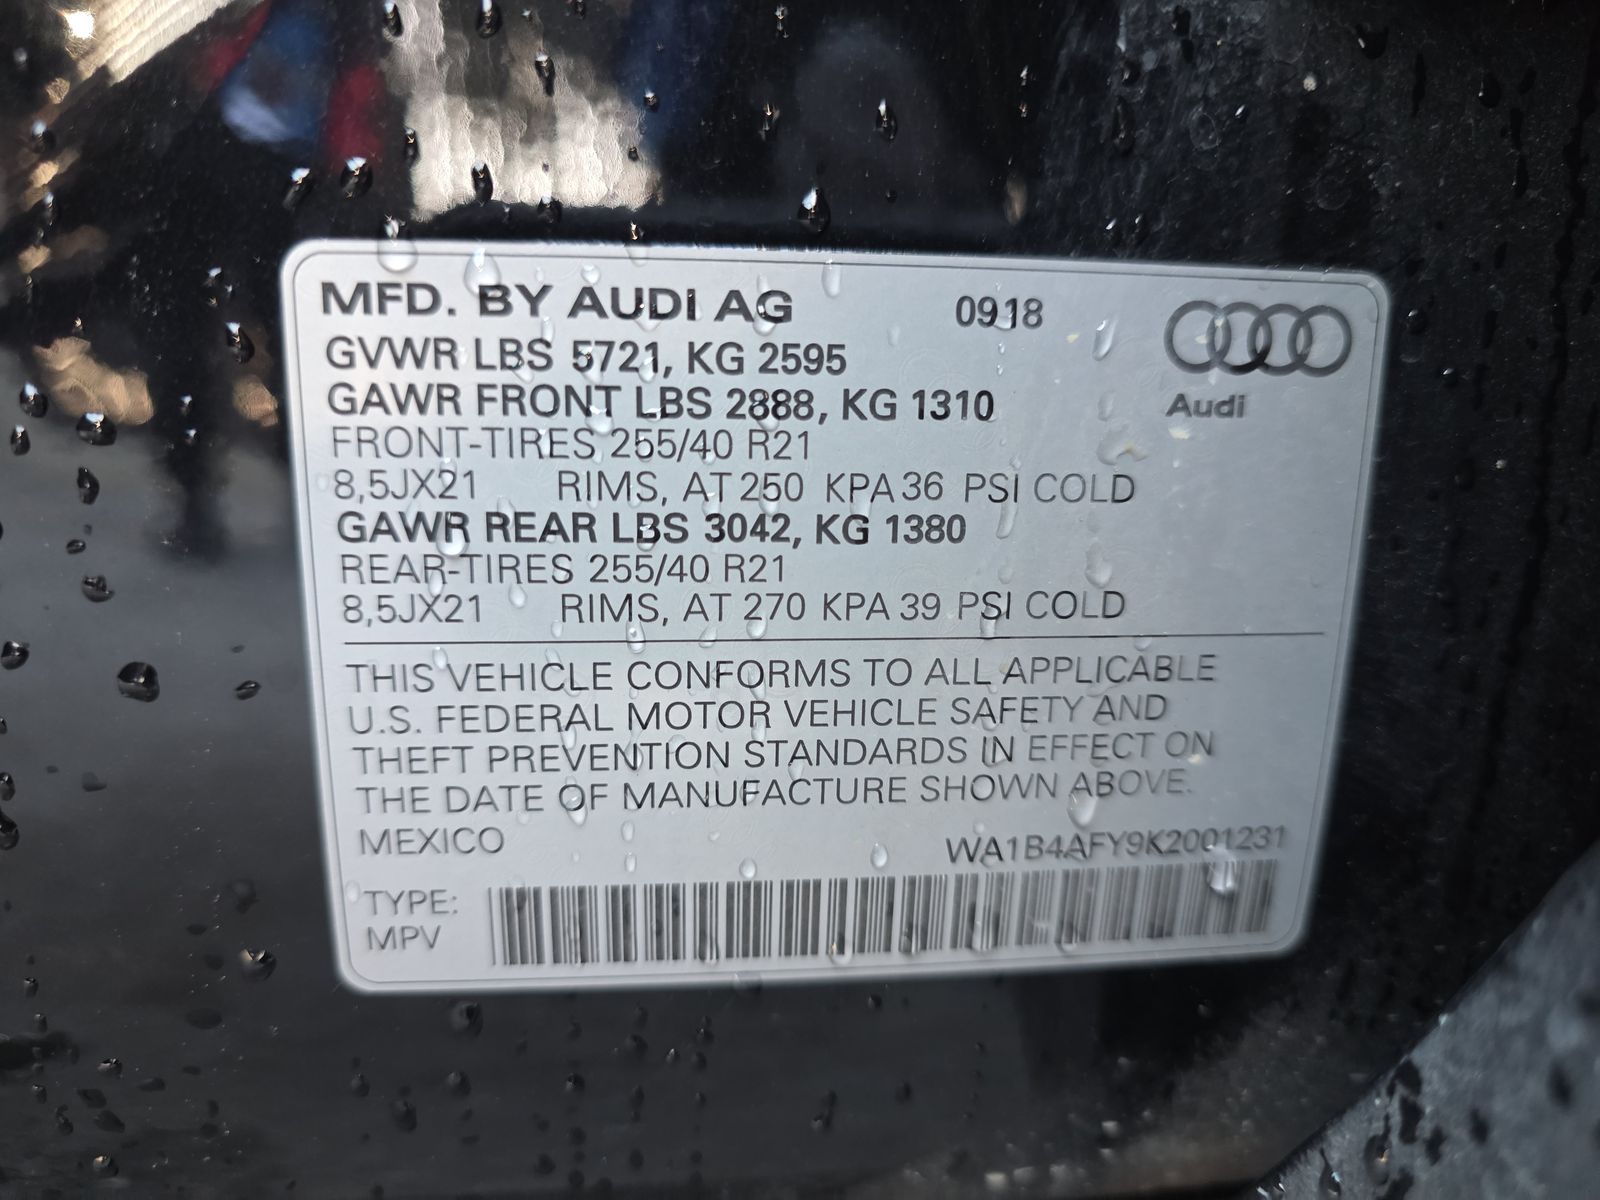 MFD. BY AUDI AG 0918
GVWR LBS 5721, KG 2595
GAWR FRONT LBS 2888, KG 1310
Audi
FRONT-TIRES 255/40 R21
8,5JX21 RIMS, AT 250 KPA 36 PSI COLD
GAWR REAR LBS 3042, KG 1380
REAR-TIRES 255/40 R21
8,5JX21 RIMS, AT 270 KPA 39 PSI COLD
THIS VEHICLE CONFORMS TO ALL APPLICABLE
U.S. FEDERAL MOTOR VEHICLE SAFETY AND
THEFT PREVENTION STANDARDS IN EFFECT ON
THE DATE OF MANUFACTURE SHOWN ABOVE.
MEXICO WA1B4AFY9K2001231
TYPE:
MPV